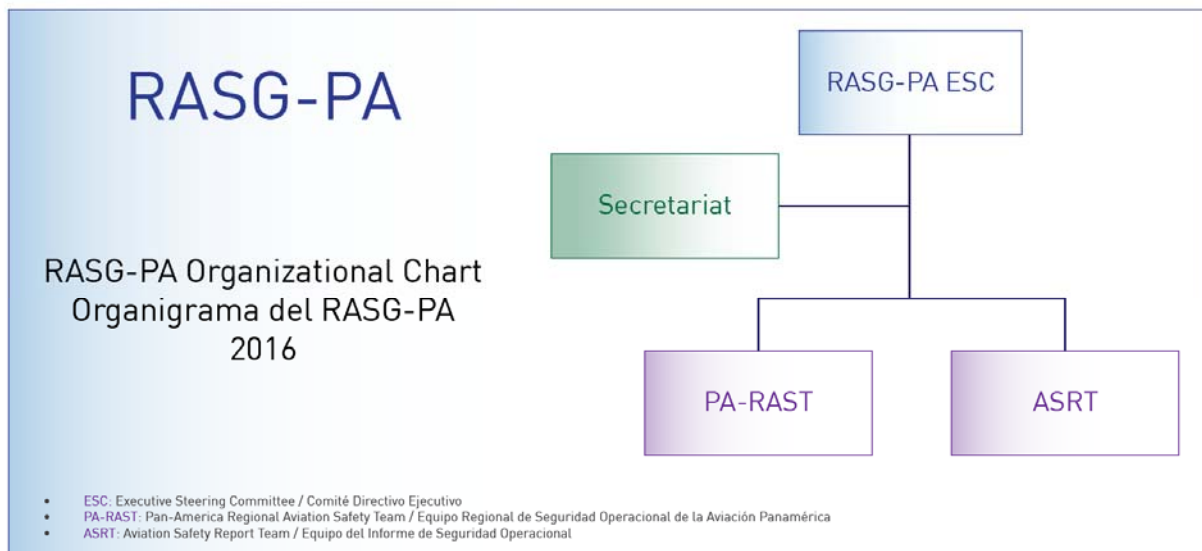 RASG-PA
RASG-PA Organizational Chart
Organigrama del RASG-PA
2016
RASG-PA ESC
Secretariat
PA-RAST
ASRT
• ESC: Executive Steering Committee / Comité Directivo Ejecutivo
• PA-RAST: Pan-America Regional Aviation Safety Team / Equipo Regional de Seguridad Operacional de la Aviación Panamérica
• ASRT: Aviation Safety Report Team / Equipo del Informe de Seguridad Operacional